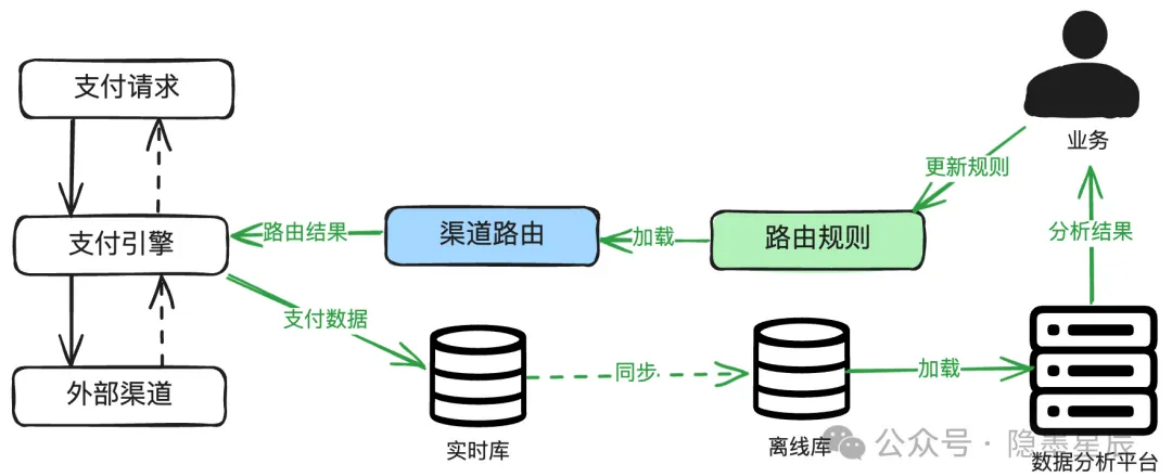 支付请求
业务
更新规则
支付引擎
路由结果
渠道路由
加载
路由规则
分析结果
支付数据
同步
加载
外部渠道
实时库
离线库
公众号·隐墨星辰
数据分析平台